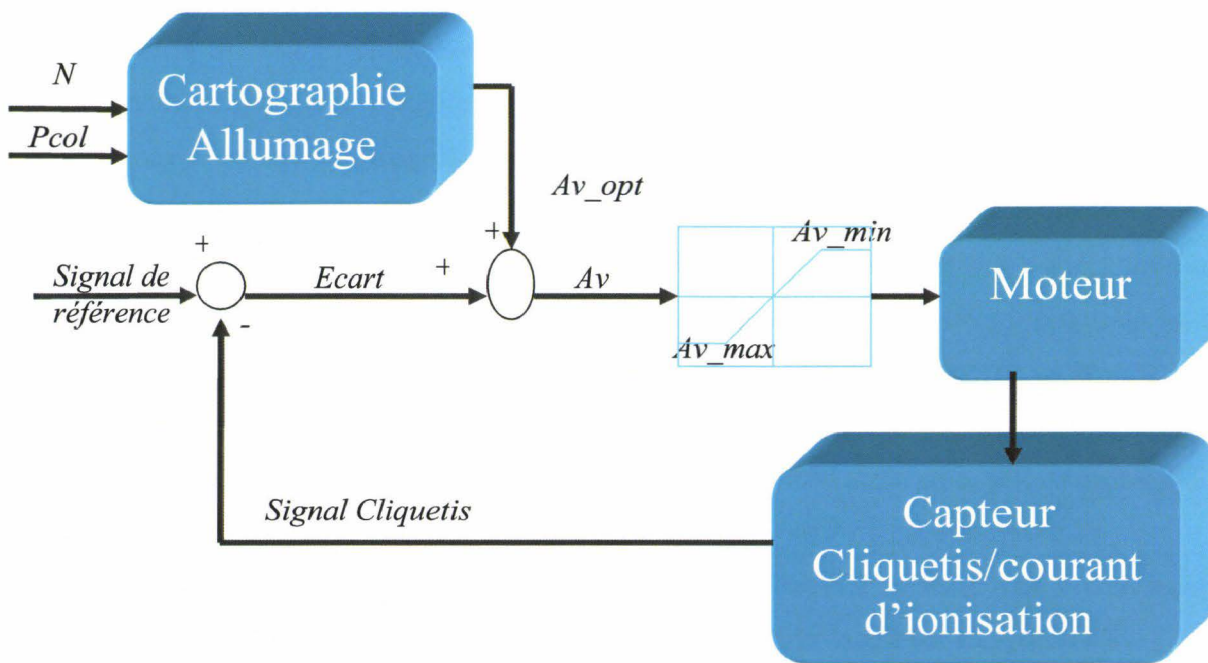 N
Pcol
Cartographie
Allumage
Av_opt
+
+
Signal de
référence
-
Ecart
+
Av
Av_min
Av_max
Moteur
Signal Cliquetis
Capteur
Cliquetis/courant
d’ionisation